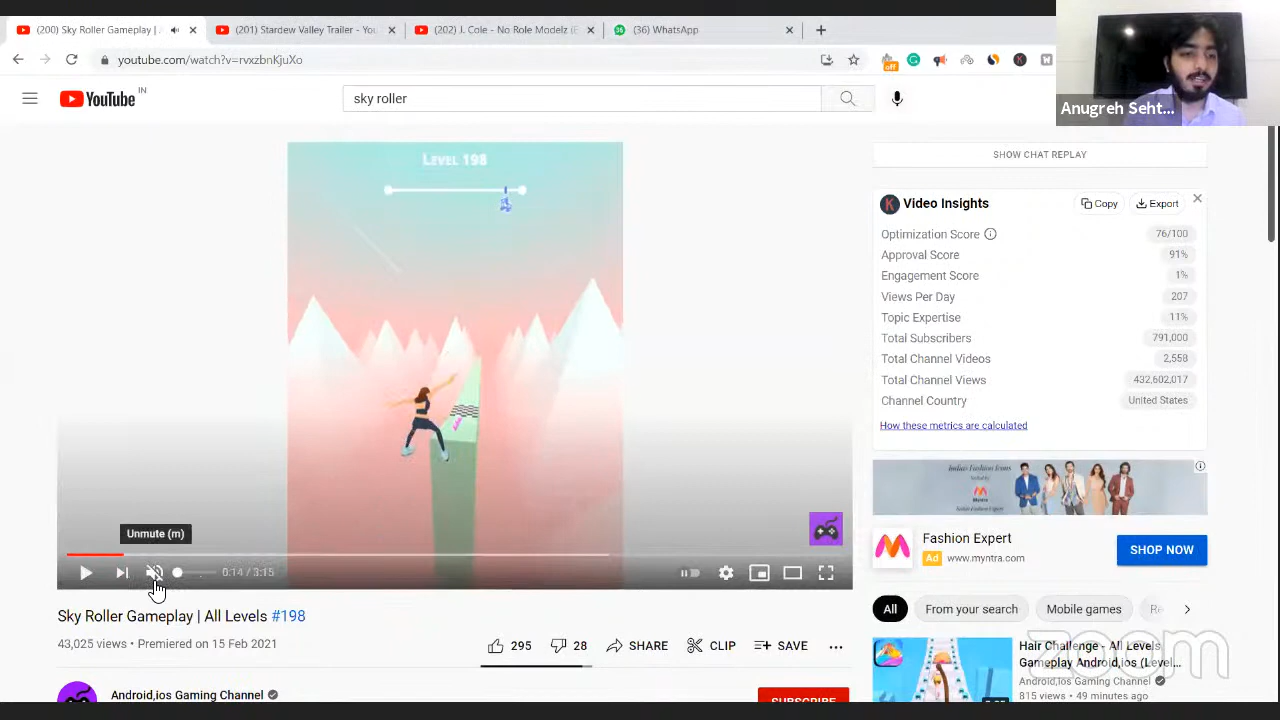 (200) Sky Roller Gameplay |
(201) Stardew Valley Trailer - You
(202) J. Cole - No Role Modelz (
(36) WhatsApp
youtube.com/watch?v=rvxzbnKjuXo
off
YouTube IN
sky roller
Anugreh Seht...
LEVEL 198
SHOW CHAT REPLAY
Video Insights
Copy
Export
Optimization Score 76/100
Approval Score 91%
Engagement Score 1%
Views Per Day 207
Topic Expertise 11%
Total Subscribers 791,000
Total Channel Videos 2,558
Total Channel Views 432,602,017
Channel Country United States
How these metrics are calculated
India's Fashion Icons
Myntra
Fashion Expert
Ad www.myntra.com
SHOP NOW
Unmute (m)
0:14 / 3:15
Sky Roller Gameplay | All Levels #198
43,025 views • Premiered on 15 Feb 2021
295
28
SHARE
CLIP
SAVE
Android,ios Gaming Channel
SUBSCRIBE
All
From your search
Mobile games
Re
Hair Challenge - All Levels
Gameplay Android,ios (Level...
Android,ios Gaming Channel
815 views • 49 minutes ago
zoom